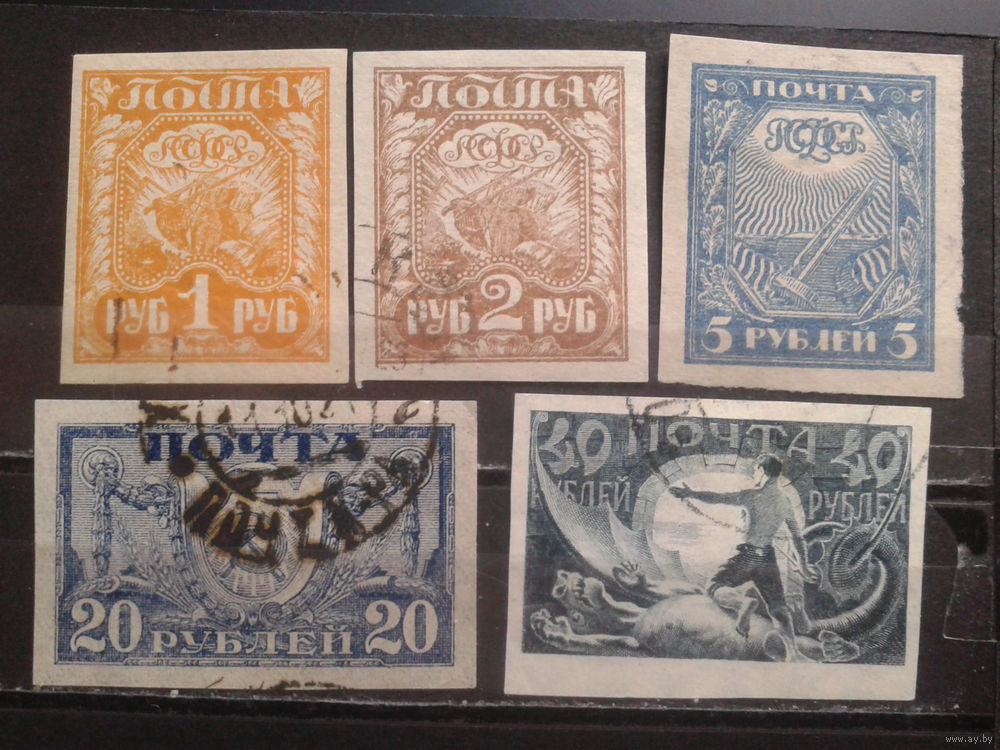 ПОЧТА
РСФСР
РУБ 1 РУБ
ПОЧТА
РСФСР
РУБ 2 РУБ
ПОЧТА
РСФСР
5 РУБЛЕЙ 5
ПОЧТА
20 РУБЛЕЙ 20
40 ПОЧТА 40
РУБЛЕЙ РУБЛЕЙ
www.ay.by